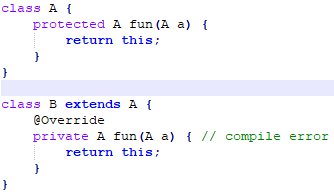 class A {
    protected A fun(A a) {
        return this;
    }
}
class B extends A {
    @Override
    private A fun(A a) { // compile error
        return this;
    }
}